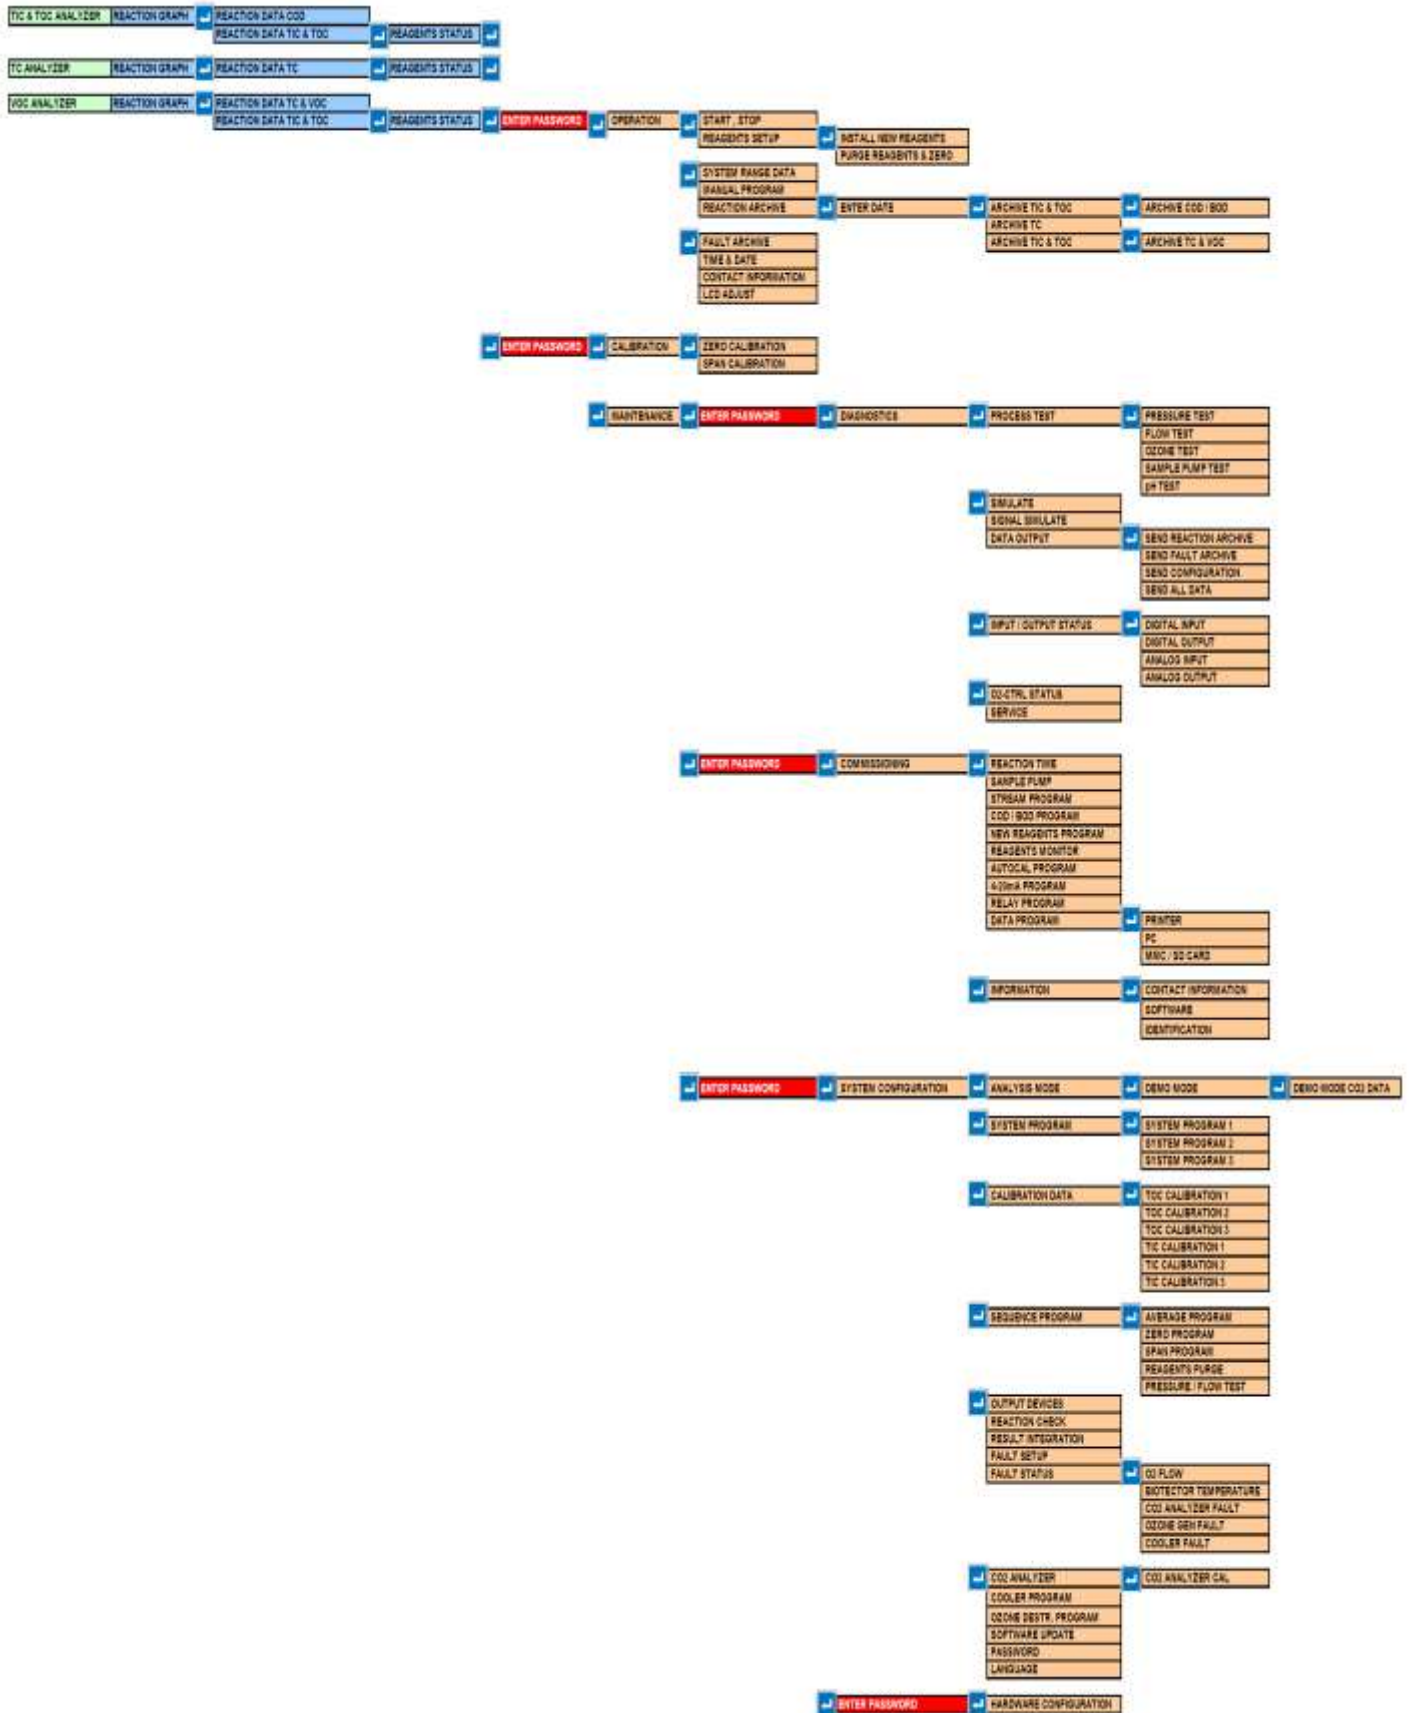 TIC & TOC ANALYZER REACTION GRAPH REACTION DATA COD
REACTION DATA TIC & TOC REAGENTS STATUS
TC ANALYZER REACTION GRAPH REACTION DATA TC REAGENTS STATUS
VOC ANALYZER REACTION GRAPH REACTION DATA TC & VOC
REACTION DATA TIC & TOC REAGENTS STATUS ENTER PASSWORD OPERATION START , STOP
REAGENTS SETUP INSTALL NEW REAGENTS
PURGE REAGENTS & ZERO
SYSTEM RANGE DATA
MANUAL PROGRAM
REACTION ARCHIVE ENTER DATE ARCHIVE TIC & TOC ARCHIVE COD / BOD
ARCHIVE TC
ARCHIVE TIC & TOC ARCHIVE TC & VOC
FAULT ARCHIVE
TIME & DATE
CONTACT INFORMATION
LCD ADJUST
ENTER PASSWORD CALIBRATION ZERO CALIBRATION
SPAN CALIBRATION
MAINTENANCE ENTER PASSWORD DIAGNOSTICS PROCESS TEST PRESSURE TEST
FLOW TEST
OZONE TEST
SAMPLE PUMP TEST
pH TEST
SIMULATE
SIGNAL SIMULATE
DATA OUTPUT SEND REACTION ARCHIVE
SEND FAULT ARCHIVE
SEND CONFIGURATION
SEND ALL DATA
INPUT / OUTPUT STATUS DIGITAL INPUT
DIGITAL OUTPUT
ANALOG INPUT
ANALOG OUTPUT
O2-CTRL STATUS
SERVICE
ENTER PASSWORD COMMISSIONING REACTION TIME
SAMPLE PUMP
STREAM PROGRAM
COD / BOD PROGRAM
NEW REAGENTS PROGRAM
REAGENTS MONITOR
AUTOCAL PROGRAM
4-20mA PROGRAM
RELAY PROGRAM
DATA PROGRAM PRINTER
PC
MMC / SD CARD
INFORMATION CONTACT INFORMATION
SOFTWARE
IDENTIFICATION
ENTER PASSWORD SYSTEM CONFIGURATION ANALYSIS MODE DEMO MODE DEMO MODE CO2 DATA
SYSTEM PROGRAM SYSTEM PROGRAM 1
SYSTEM PROGRAM 2
SYSTEM PROGRAM 3
CALIBRATION DATA TOC CALIBRATION 1
TOC CALIBRATION 2
TOC CALIBRATION 3
TIC CALIBRATION 1
TIC CALIBRATION 2
TIC CALIBRATION 3
SEQUENCE PROGRAM AVERAGE PROGRAM
ZERO PROGRAM
SPAN PROGRAM
REAGENTS PURGE
PRESSURE / FLOW TEST
OUTPUT DEVICES
REACTION CHECK
RESULT INTEGRATION
FAULT SETUP
FAULT STATUS O2 FLOW
BIOTECTOR TEMPERATURE
CO2 ANALYZER FAULT
OZONE GEN FAULT
COOLER FAULT
CO2 ANALYZER CO2 ANALYZER CAL
COOLER PROGRAM
OZONE DESTR. PROGRAM
SOFTWARE UPDATE
PASSWORD
LANGUAGE
ENTER PASSWORD HARDWARE CONFIGURATION